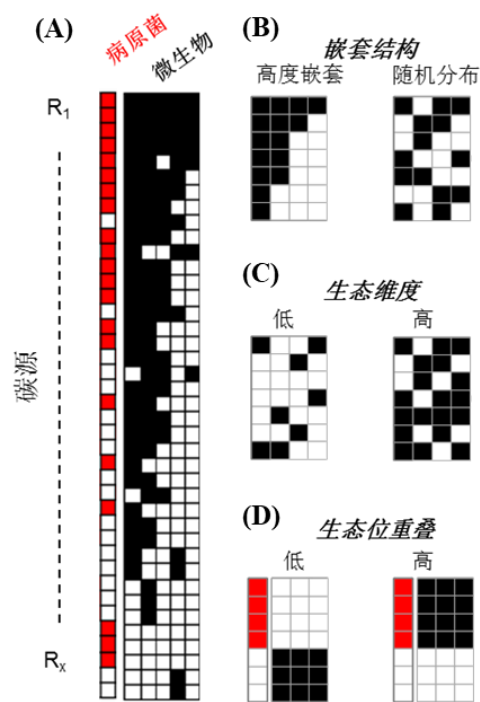 (A)
病原菌
微生物
R1
碳源
Rx
(B)
嵌套结构
高度嵌套
随机分布
(C)
生态维度
低
高
(D)
生态位重叠
低
高